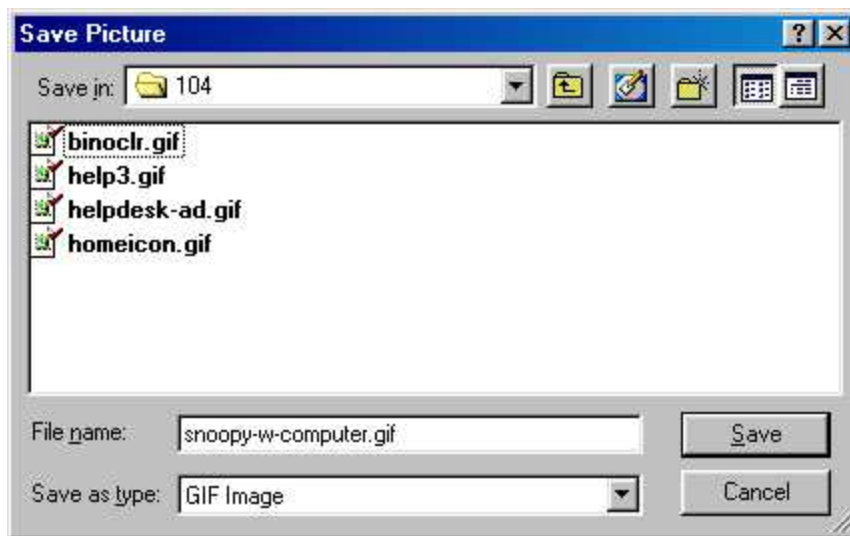 Save Picture
Save in: 104
binoclr.gif
help3.gif
helpdesk-ad.gif
homeicon.gif
File name: snoopy-w-computer.gif Save
Save as type: GIF Image Cancel